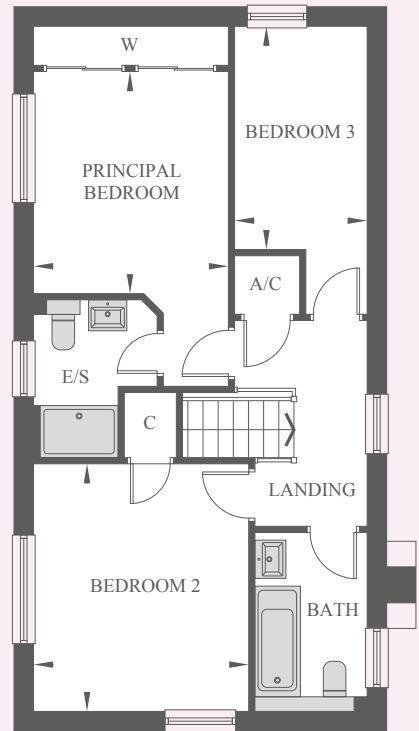 W
BEDROOM 3
PRINCIPAL
BEDROOM
A/C
E/S
C
LANDING
BEDROOM 2
BATH